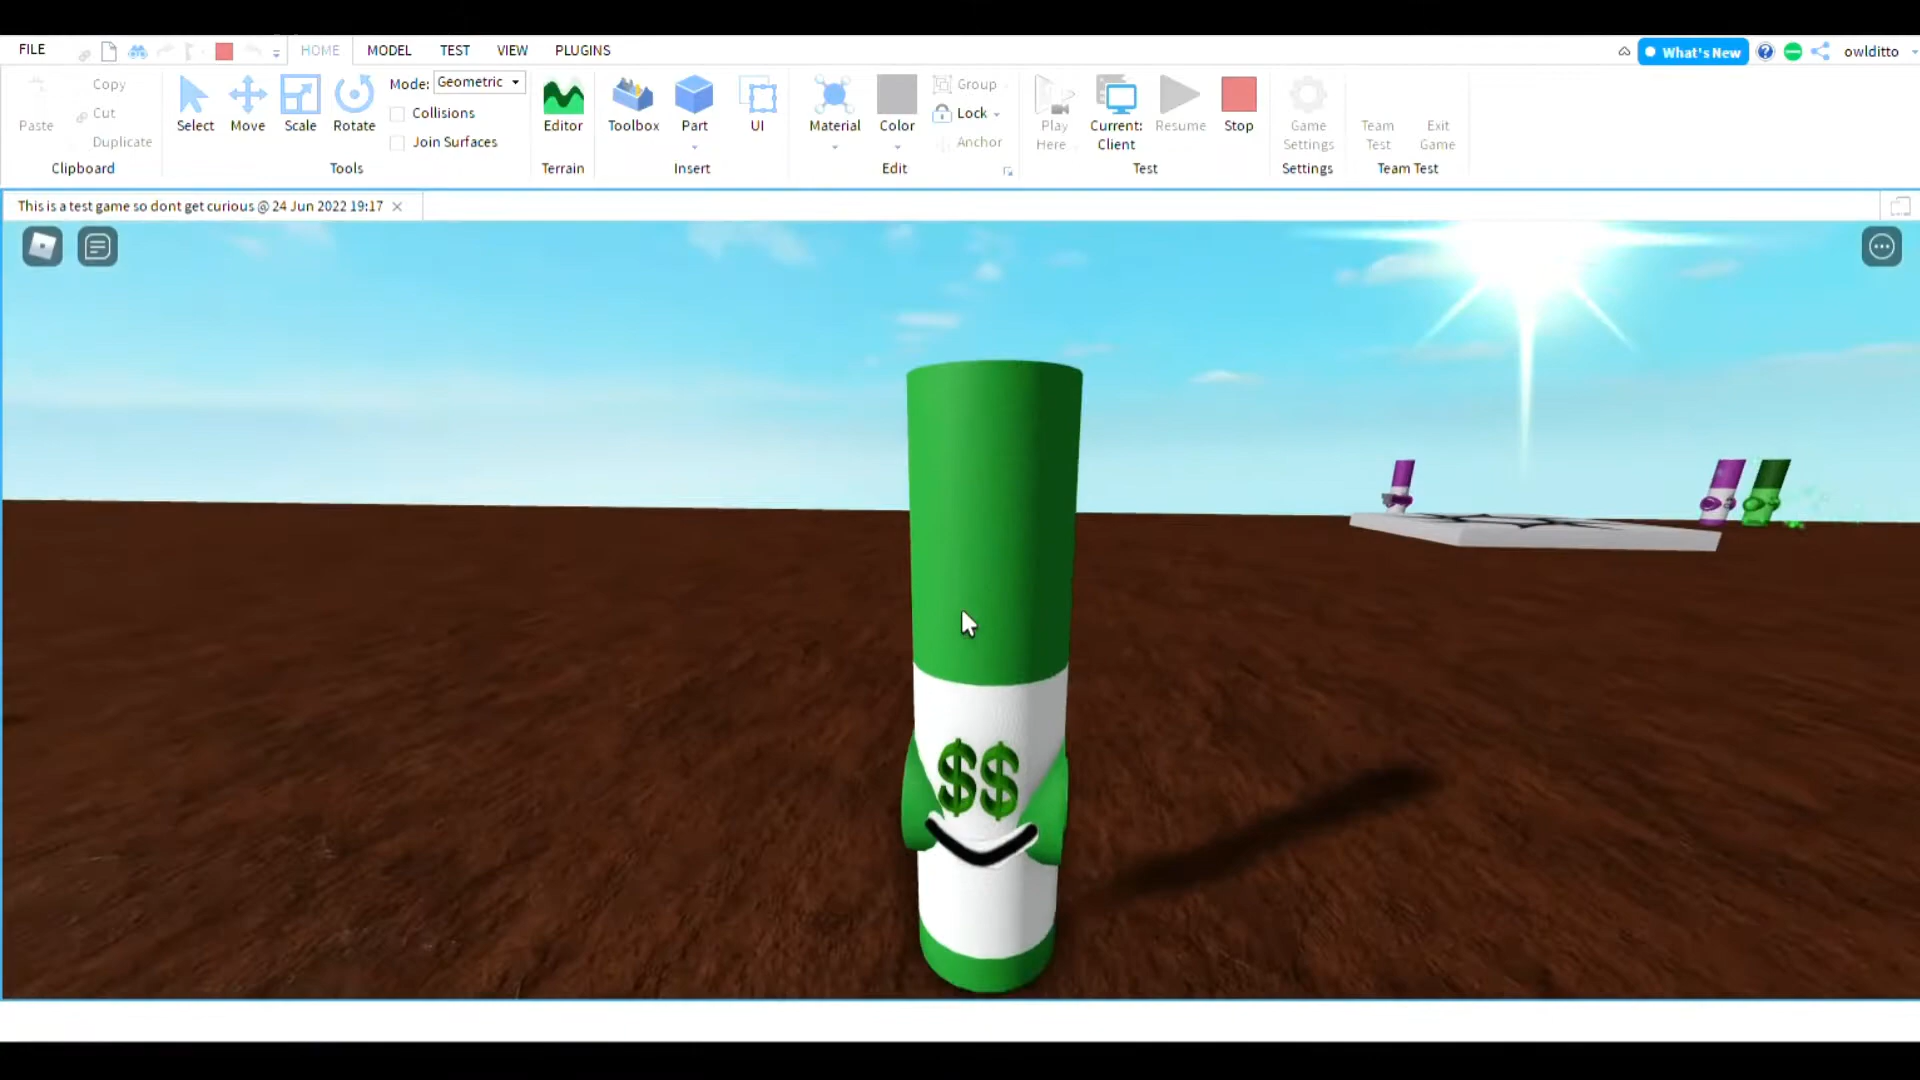 FILE HOME MODEL TEST VIEW PLUGINS What's New owlditto
Copy Mode: Geometric Group
Cut Collisions Lock
Paste Select Move Scale Rotate Editor Toolbox Part UI Material Color Play Here Current: Client Resume Stop Game Settings Team Test Exit Game
Duplicate Join Surfaces Anchor
Clipboard Tools Terrain Insert Edit Test Settings Team Test
This is a test game so dont get curious @ 24 Jun 2022 19:17
$$